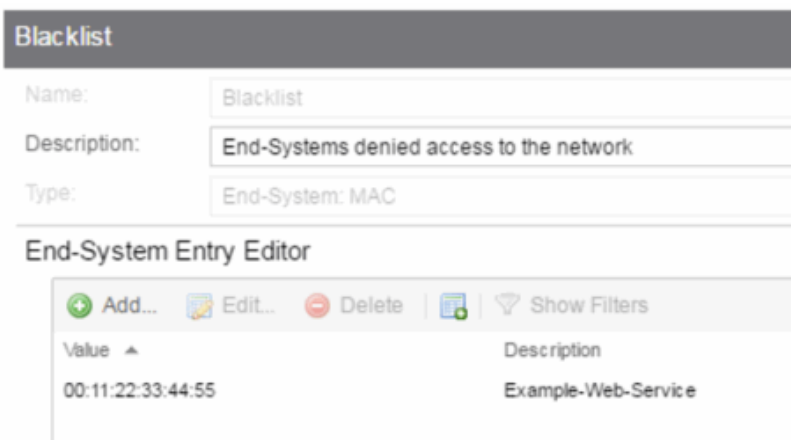 Blacklist
Name: Blacklist
Description: End-Systems denied access to the network
Type: End-System: MAC
End-System Entry Editor
Add... Edit... Delete Show Filters
Value Description
00:11:22:33:44:55 Example-Web-Service